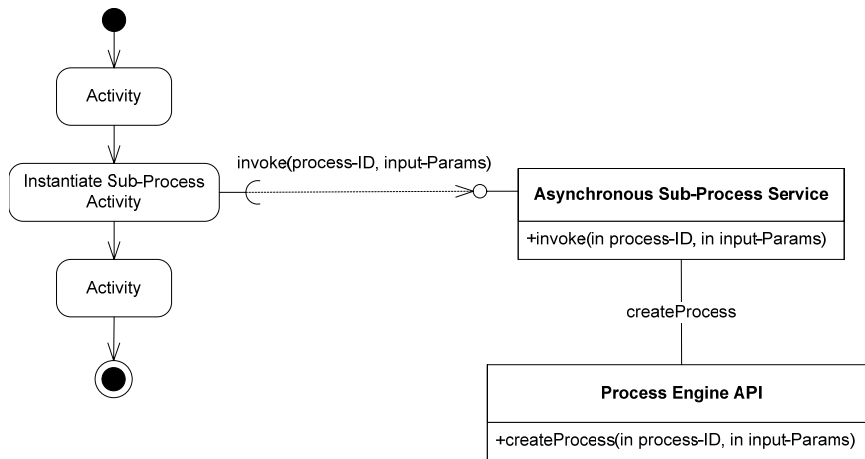 Activity
invoke(process-ID, input-Params)
Instantiate Sub-Process
Activity
Asynchronous Sub-Process Service
+invoke(in process-ID, in input-Params)
Activity
createProcess
Process Engine API
+createProcess(in process-ID, in input-Params)